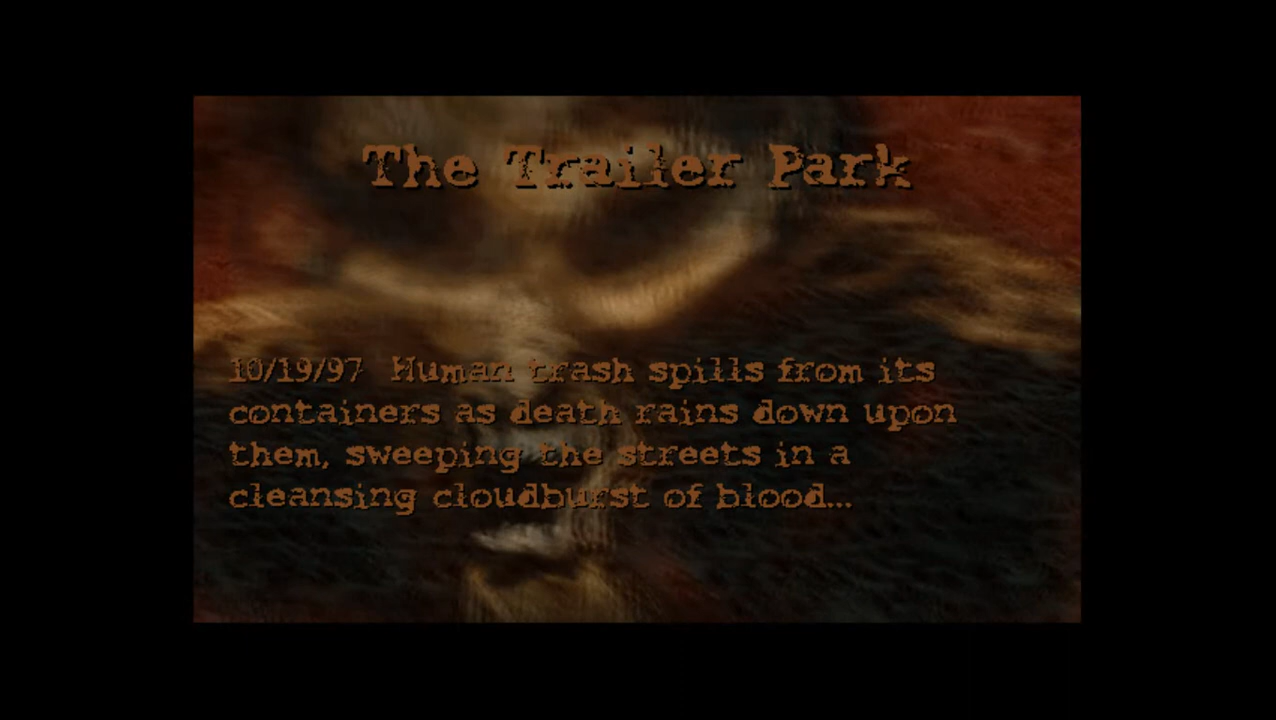 The Trailer Park
10/19/97 Human trash spills from its
containers as death rains down upon
them, sweeping the streets in a
cleansing cloudburst of blood...